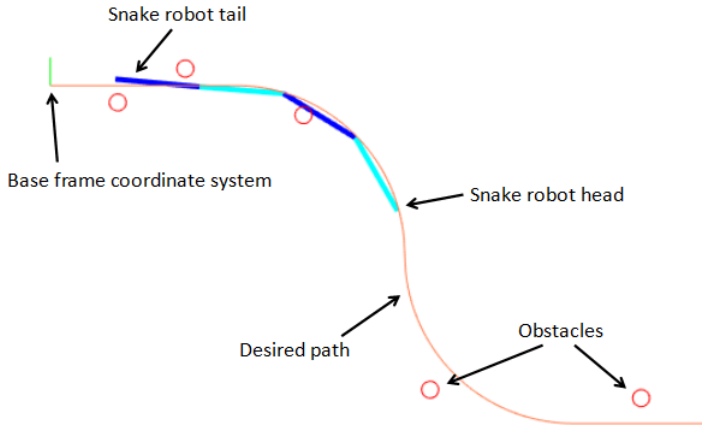 Snake robot tail
Base frame coordinate system
Snake robot head
Obstacles
Desired path